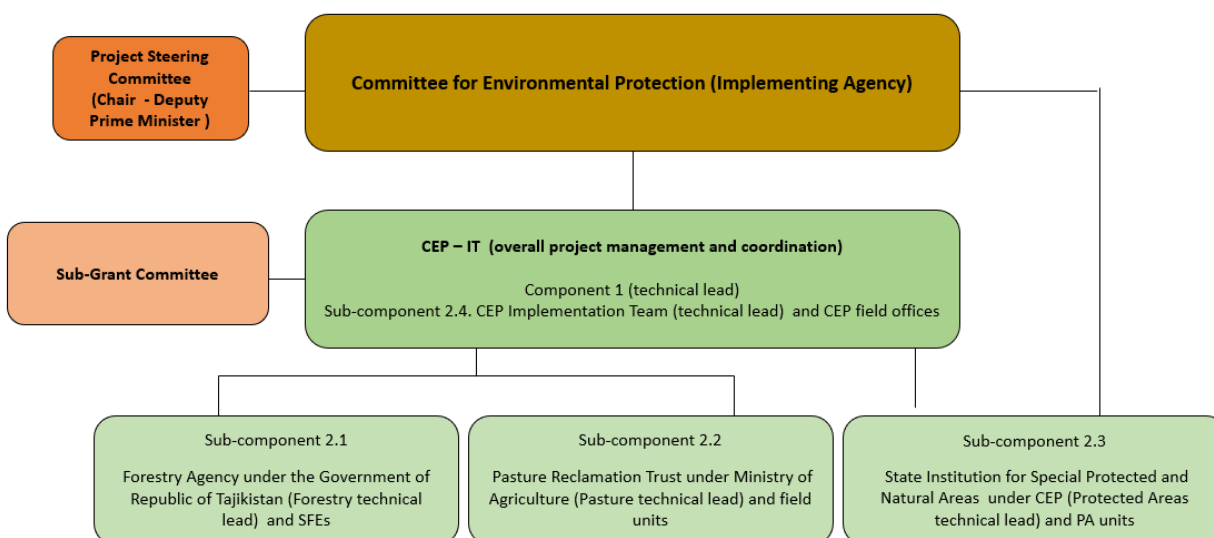 Project Steering
Committee
(Chair  - Deputy
Prime Minister )
Committee for Environmental Protection (Implementing Agency)
Sub-Grant Committee
CEP – IT  (overall project management and coordination)
Component 1 (technical lead)
Sub-component 2.4. CEP Implementation Team (technical lead)  and CEP field offices
Sub-component 2.1
Forestry Agency under the Government of
Republic of Tajikistan (Forestry technical
lead)  and SFEs
Sub-component 2.2
Pasture Reclamation Trust under Ministry of
Agriculture (Pasture technical lead) and field
units
Sub-component 2.3
State Institution for Special Protected and
Natural Areas  under CEP (Protected Areas
technical lead) and PA units